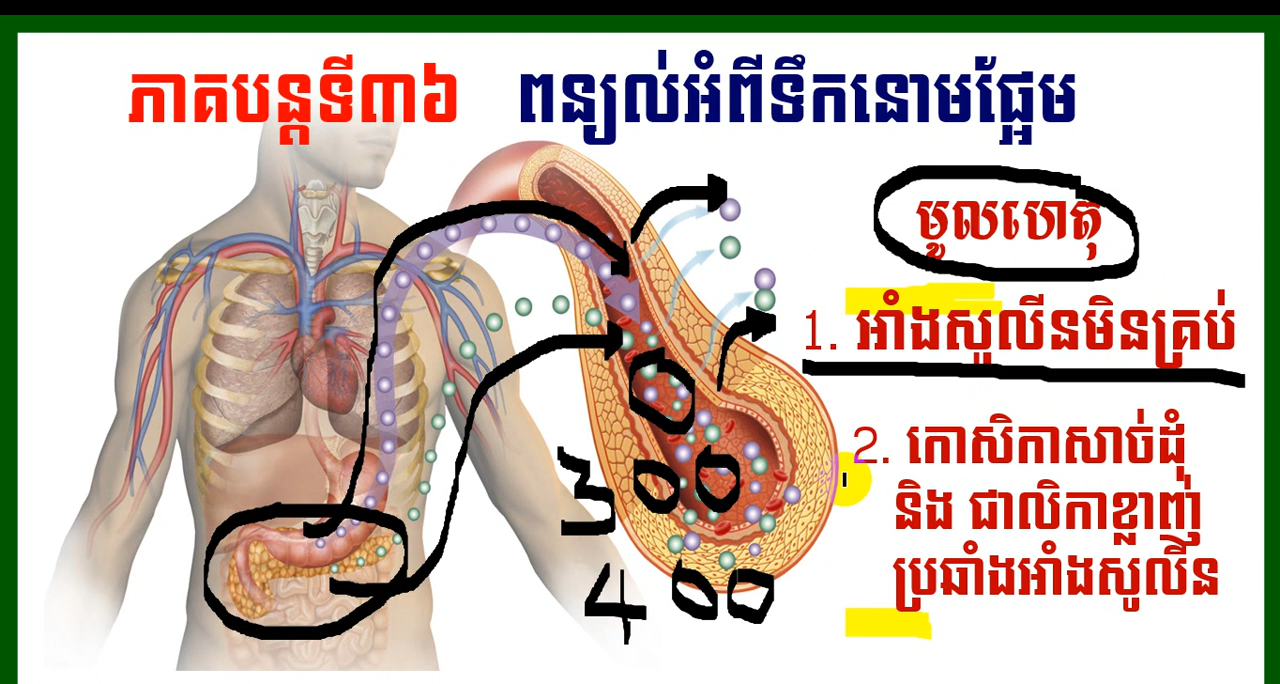 ភាគបន្តទី៣៦ ពន្យល់អំពីទឹកនោមផ្អែម
មូលហេតុ
1. អាំងសូលីនមិនគ្រប់
2. កោសិកាសាច់ដុំ
និង ជាលិកាខ្លាញ់
ប្រឆាំងអាំងសូលីន
0
300
400